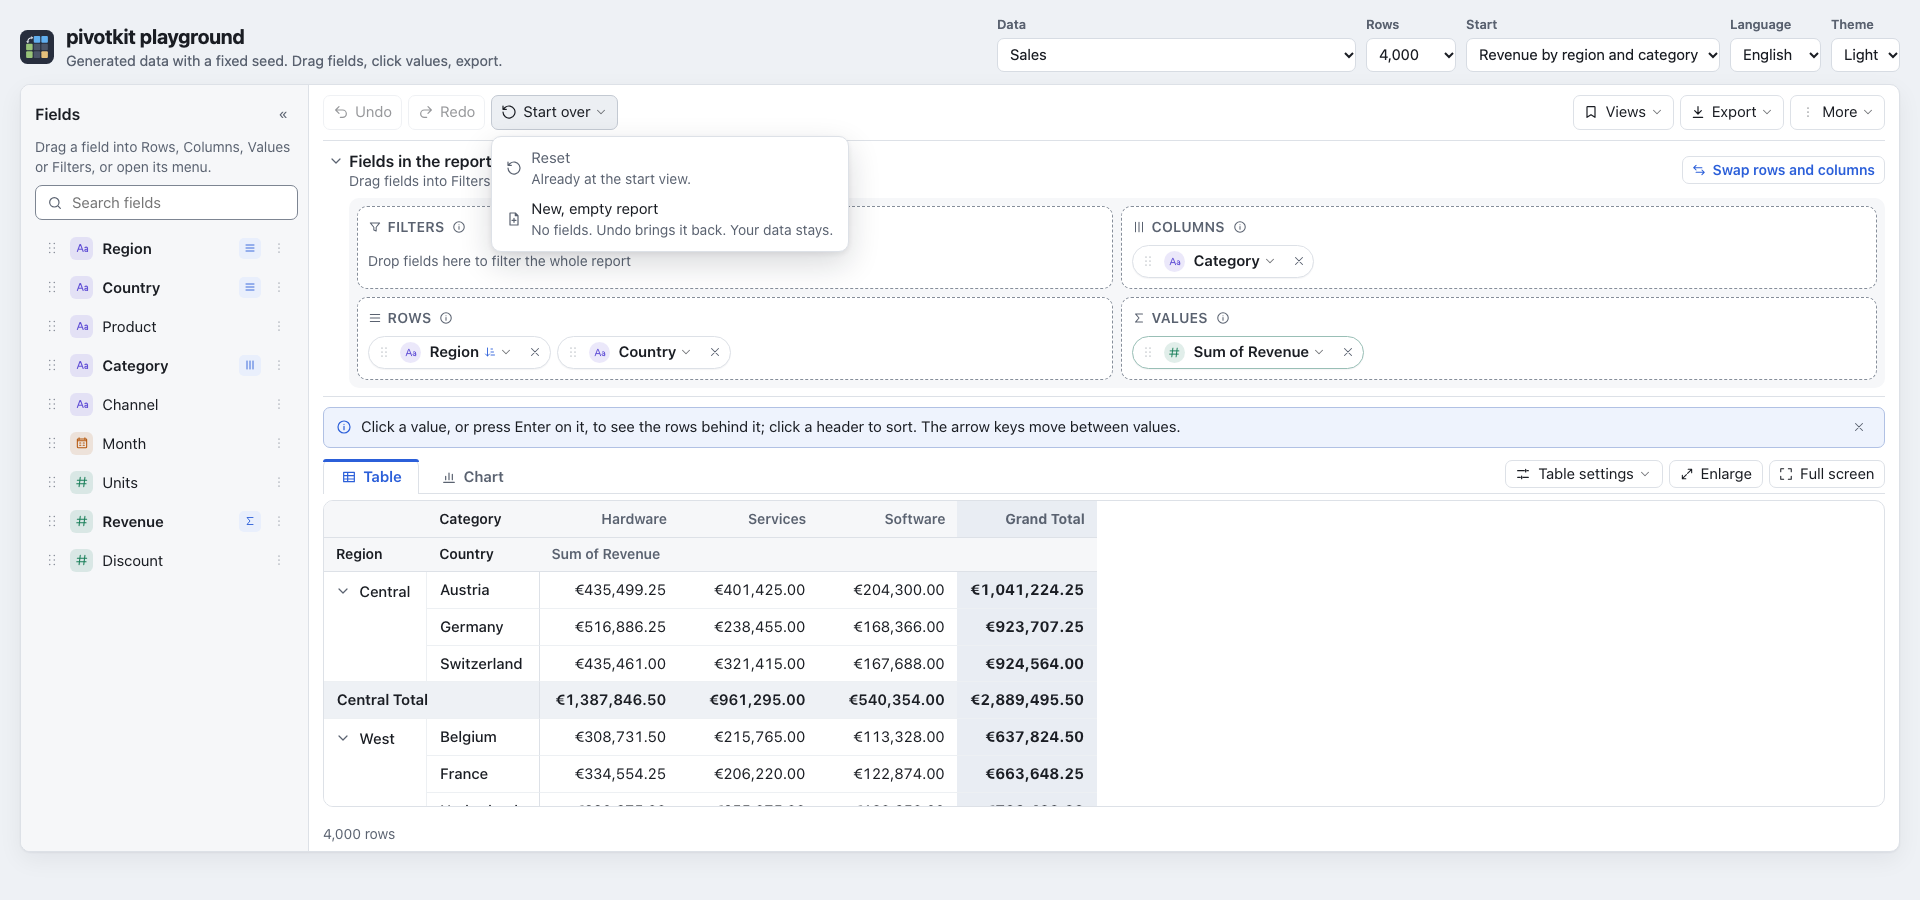 pivotkit playground
Generated data with a fixed seed. Drag fields, click values, export.
Data
Sales
Rows
4,000
Start
Revenue by region and category
Language
English
Theme
Light
Fields
«
Drag a field into Rows, Columns, Values
or Filters, or open its menu.
Search fields
Aa Region
Aa Country
Aa Product
Aa Category
Aa Channel
Month
# Units
# Revenue Σ
# Discount
Undo
Redo
Start over
Views
Export
More
Reset
Already at the start view.
New, empty report
No fields. Undo brings it back. Your data stays.
Fields in the report
Drag fields into Filters
Swap rows and columns
FILTERS
Drop fields here to filter the whole report
COLUMNS
Aa Category
ROWS
Aa Region
Aa Country
Σ VALUES
# Sum of Revenue
Click a value, or press Enter on it, to see the rows behind it; click a header to sort. The arrow keys move between values.
Table
Chart
Table settings
Enlarge
Full screen
Category Hardware Services Software Grand Total
Region Country Sum of Revenue
Central Austria €435,499.25 €401,425.00 €204,300.00 €1,041,224.25
Germany €516,886.25 €238,455.00 €168,366.00 €923,707.25
Switzerland €435,461.00 €321,415.00 €167,688.00 €924,564.00
Central Total €1,387,846.50 €961,295.00 €540,354.00 €2,889,495.50
West Belgium €308,731.50 €215,765.00 €113,328.00 €637,824.50
France €334,554.25 €206,220.00 €122,874.00 €663,648.25
4,000 rows